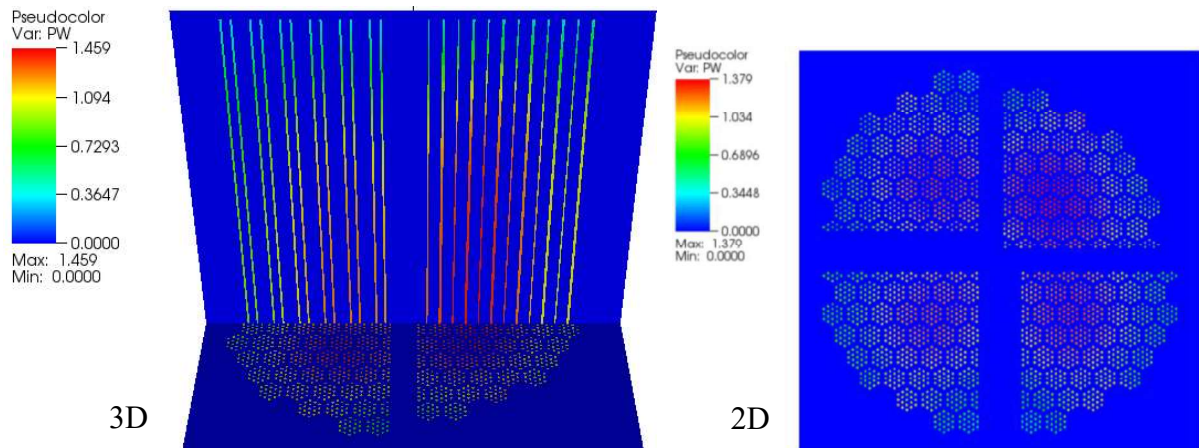 Pseudocolor
Var: PW
1.459
1.094
0.7293
0.3647
0.0000
Max: 1.459
Min: 0.0000
3D
Pseudocolor
Var: PW
1.379
1.034
0.6896
0.3448
0.0000
Max: 1.379
Min: 0.0000
2D